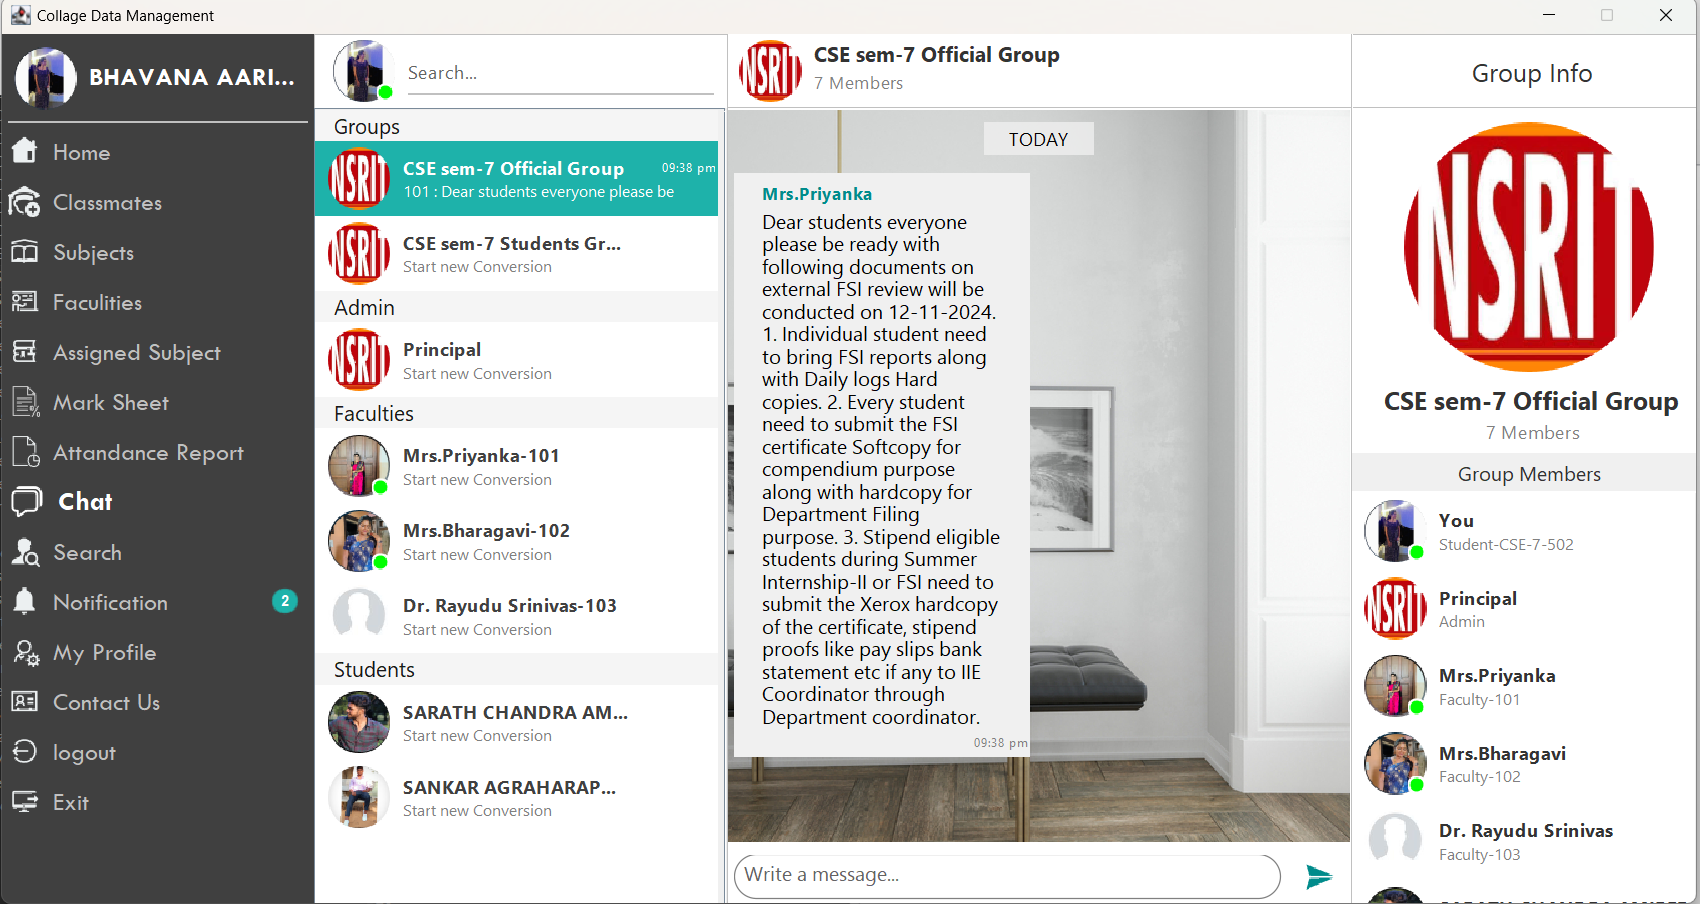 Collage Data Management
BHAVANA AARI...
Home
Classmates
Subjects
Faculities
Assigned Subject
Mark Sheet
Attandance Report
Chat
Search
Notification
2
My Profile
Contact Us
logout
Exit
Search...
Groups
NSRIT
CSE sem-7 Official Group
09:38 pm
101 : Dear students everyone please be
NSRIT
CSE sem-7 Students Gr...
Start new Conversion
Admin
NSRIT
Principal
Start new Conversion
Faculties
Mrs.Priyanka-101
Start new Conversion
Mrs.Bharagavi-102
Start new Conversion
Dr. Rayudu Srinivas-103
Start new Conversion
Students
SARATH CHANDRA AM...
Start new Conversion
SANKAR AGRAHARAP...
Start new Conversion
NSRIT
CSE sem-7 Official Group
7 Members
TODAY
Mrs.Priyanka
Dear students everyone
please be ready with
following documents on
external FSI review will be
conducted on 12-11-2024.
1. Individual student need
to bring FSI reports along
with Daily logs Hard
copies. 2. Every student
need to submit the FSI
certificate Softcopy for
compendium purpose
along with hardcopy for
Department Filing
purpose. 3. Stipend eligible
students during Summer
Internship-II or FSI need to
submit the Xerox hardcopy
of the certificate, stipend
proofs like pay slips bank
statement etc if any to IIE
Coordinator through
Department coordinator.
09:38 pm
Write a message...
Group Info
NSRIT
CSE sem-7 Official Group
7 Members
Group Members
You
Student-CSE-7-502
NSRIT
Principal
Admin
Mrs.Priyanka
Faculty-101
Mrs.Bharagavi
Faculty-102
Dr. Rayudu Srinivas
Faculty-103